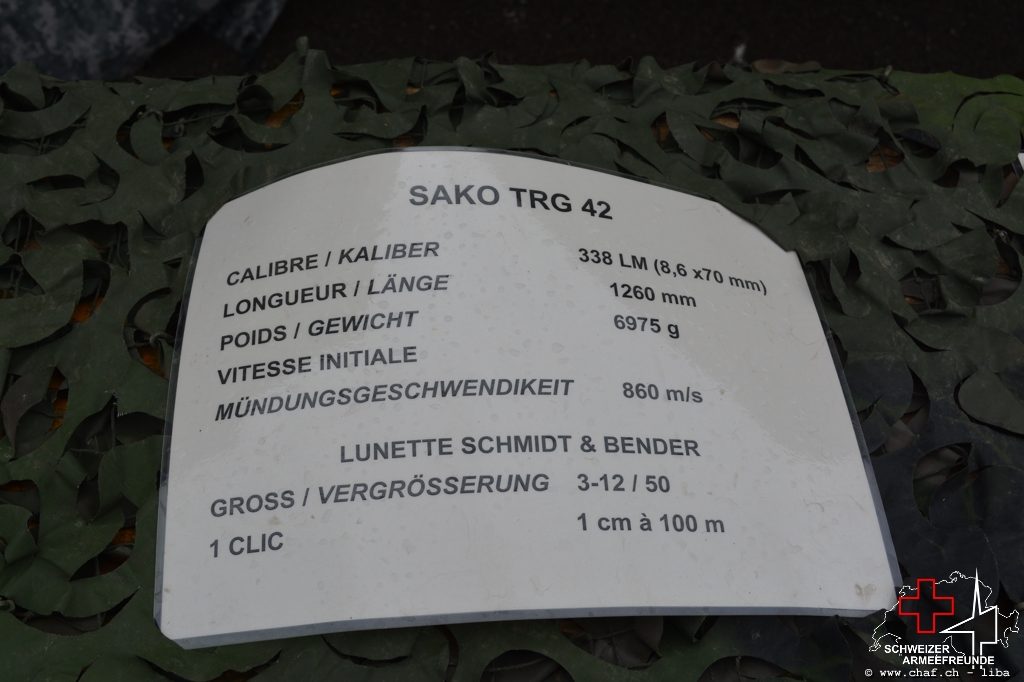 SAKO TRG 42
CALIBRE / KALIBER 338 LM (8,6 x70 mm)
LONGUEUR / LÄNGE 1260 mm
POIDS / GEWICHT 6975 g
VITESSE INITIALE
MÜNDUNGSGESCHWENDIKEIT 860 m/s
LUNETTE SCHMIDT & BENDER
GROSS / VERGRÖSSERUNG 3-12 / 50
1 CLIC 1 cm à 100 m
SCHWEIZER
ARMEEFREUNDE
© www.chaf.ch - liba